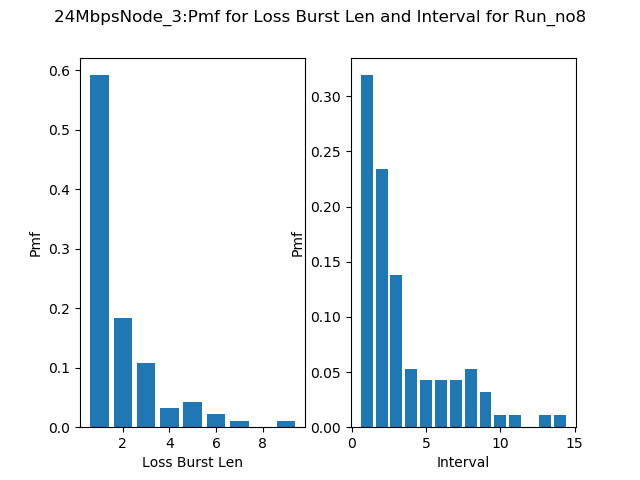 24MbpsNode_3:Pmf for Loss Burst Len and Interval for Run_no8
0.6
0.5
0.4
0.3
0.2
0.1
0.0
Pmf
2 4 6 8
Loss Burst Len
0.30
0.25
0.20
0.15
0.10
0.05
0.00
Pmf
0 5 10 15
Interval